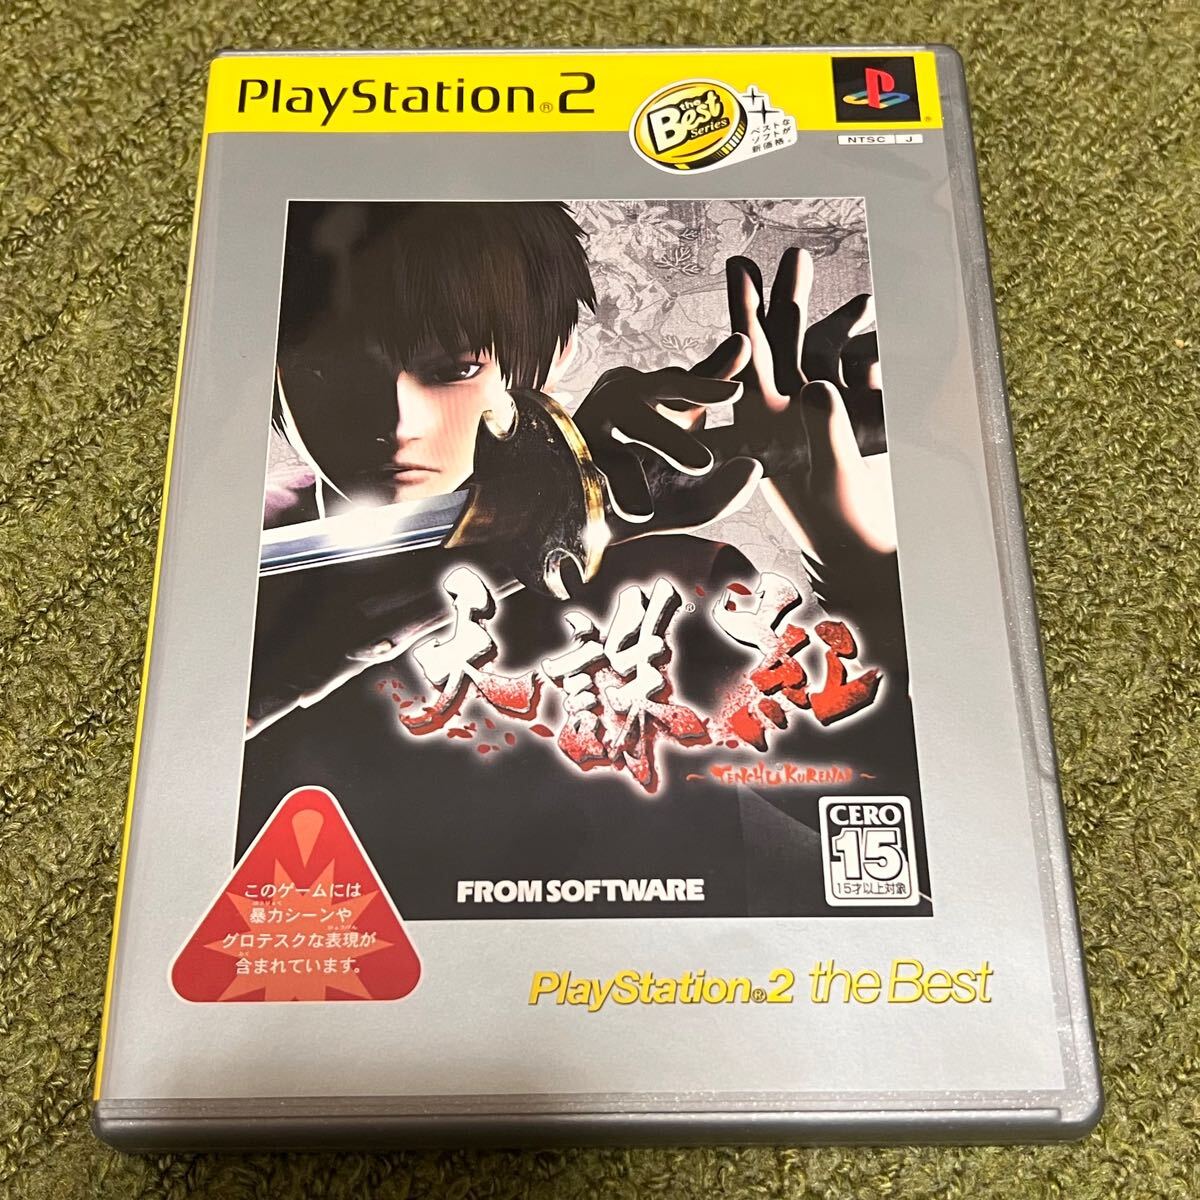 PlayStation®2
the
Best
Series
ベストな
ソフトが
新価格。
®
NTSC J
天誅®紅
～TENCHU KURENAI～
CERO
15
15才以上対象
FROM SOFTWARE
このゲームには
暴力シーンや
グロテスクな表現が
含まれています。
PlayStation®2 the Best